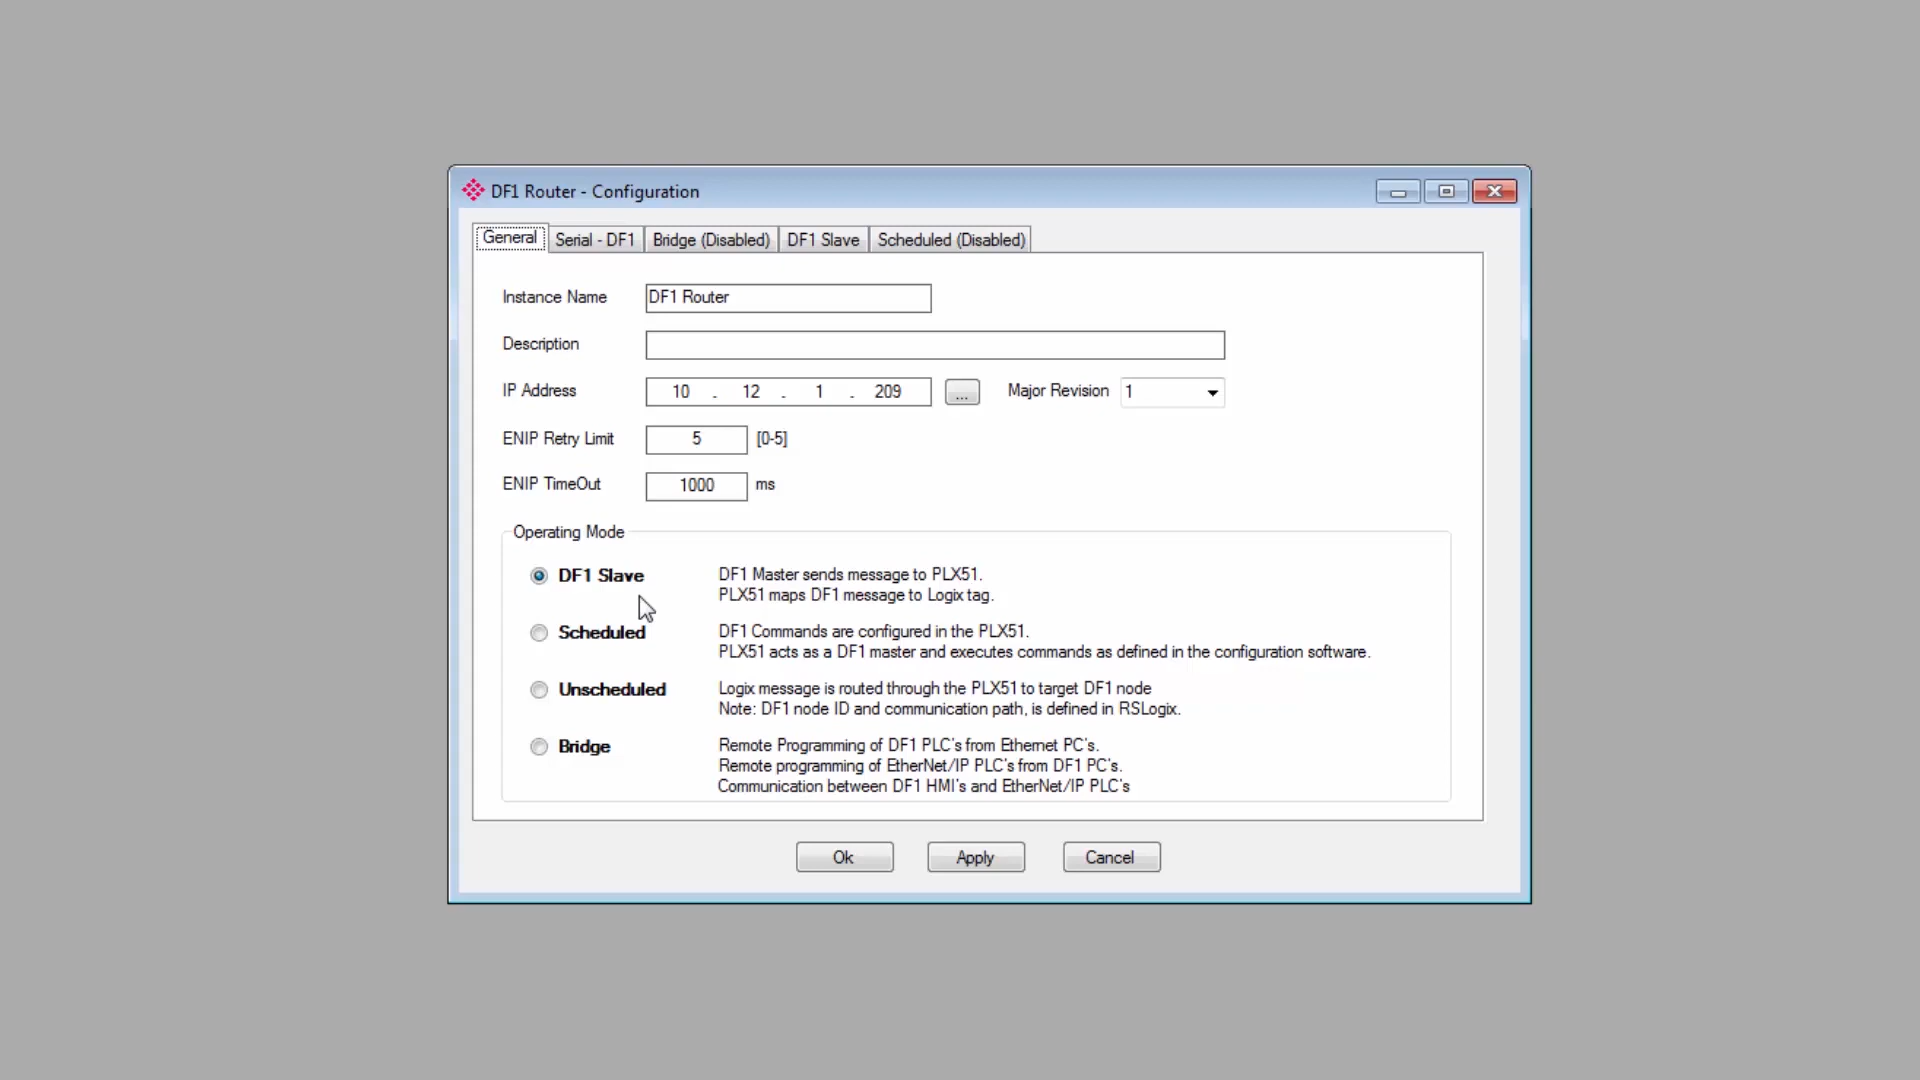 DF1 Router - Configuration
General
Serial - DF1
Bridge (Disabled)
DF1 Slave
Scheduled (Disabled)
Instance Name
DF1 Router
Description
IP Address
10 . 12 . 1 . 209
...
Major Revision
1
ENIP Retry Limit
5
[0-5]
ENIP TimeOut
1000
ms
Operating Mode
DF1 Slave
DF1 Master sends message to PLX51.
PLX51 maps DF1 message to Logix tag.
Scheduled
DF1 Commands are configured in the PLX51.
PLX51 acts as a DF1 master and executes commands as defined in the configuration software.
Unscheduled
Logix message is routed through the PLX51 to target DF1 node
Note: DF1 node ID and communication path, is defined in RSLogix.
Bridge
Remote Programming of DF1 PLC's from Ethernet PC's.
Remote programming of EtherNet/IP PLC's from DF1 PC's.
Communication between DF1 HMI's and EtherNet/IP PLC's
Ok
Apply
Cancel